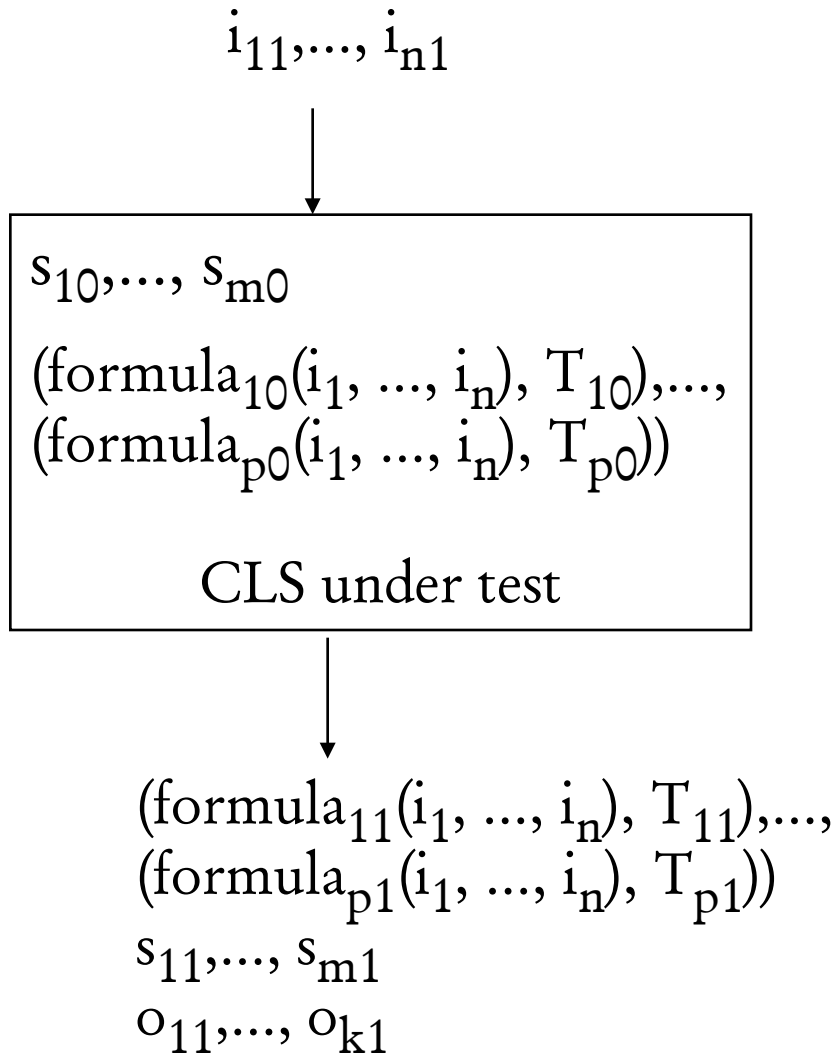 i₁₁,..., iₙ₁
s₁₀,..., sₘ₀
(formula₁₀(i₁, ..., iₙ), T₁₀),...,
(formulaₚ₀(i₁, ..., iₙ), Tₚ₀))
CLS under test
(formula₁₁(i₁, ..., iₙ), T₁₁),...,
(formulaₚ₁(i₁, ..., iₙ), Tₚ₁))
s₁₁,..., sₘ₁
o₁₁,..., oₖ₁